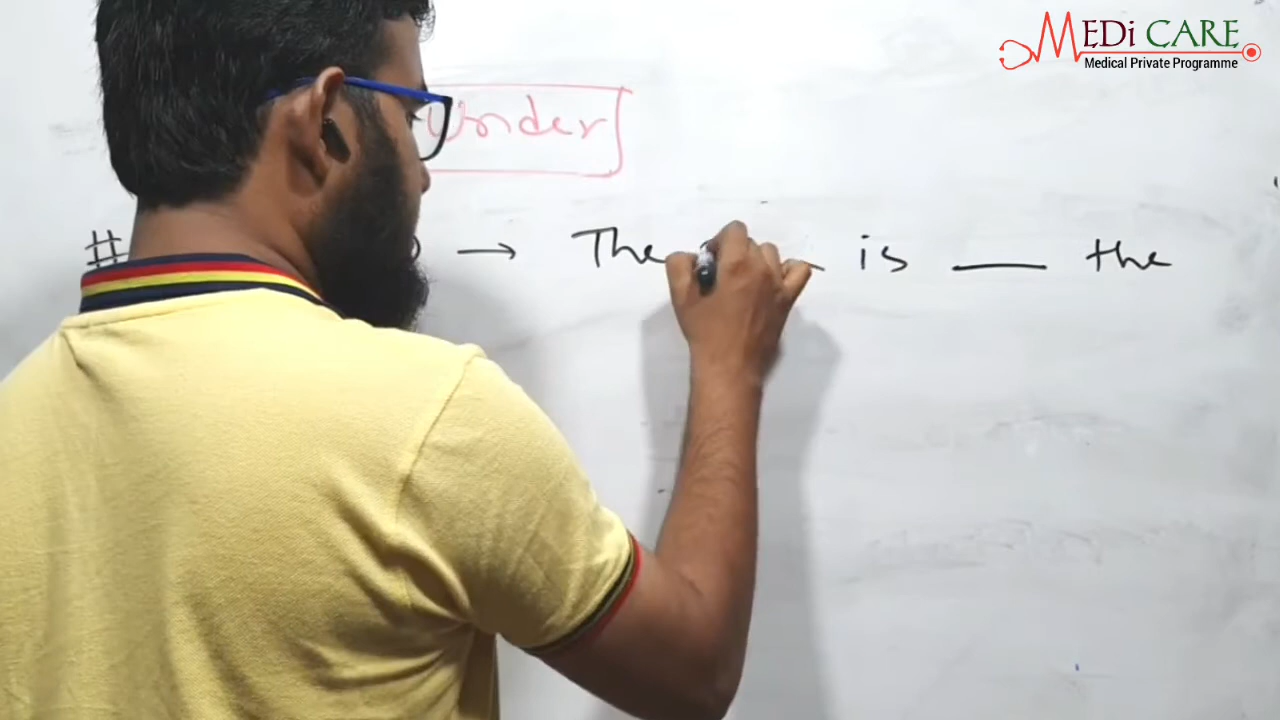 MEDi CARE
Medical Private Programme
Under
# → The is ___ the